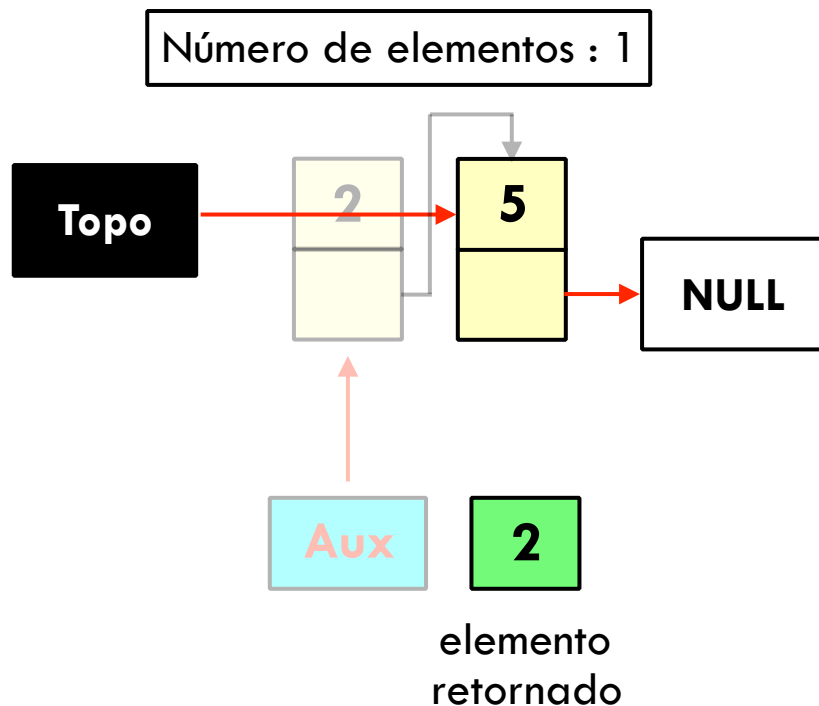 Número de elementos : 1
2
5
Topo
NULL
Aux
2
elemento
retornado